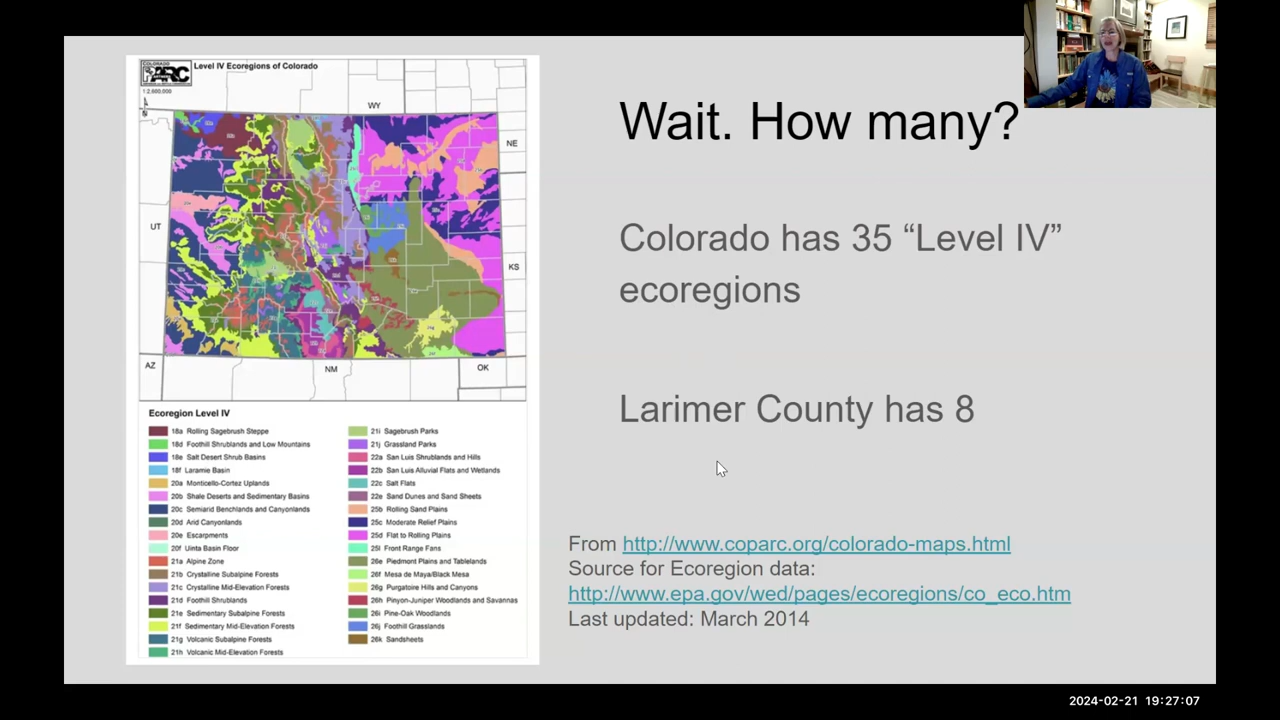 COLORADO
PARC
Level IV Ecoregions of Colorado
1:2,600,000
N
WY
NE
UT
KS
AZ
NM
OK
Ecoregion Level IV
18a Rolling Sagebrush Steppe
18d Foothill Shrublands and Low Mountains
18e Salt Desert Shrub Basins
18f Laramie Basin
20a Monticello-Cortez Uplands
20b Shale Deserts and Sedimentary Basins
20c Semiarid Benchlands and Canyonlands
20d Arid Canyonlands
20e Escarpments
20f Uinta Basin Floor
21a Alpine Zone
21b Crystalline Subalpine Forests
21c Crystalline Mid-Elevation Forests
21d Foothill Shrublands
21e Sedimentary Subalpine Forests
21f Sedimentary Mid-Elevation Forests
21g Volcanic Subalpine Forests
21h Volcanic Mid-Elevation Forests
21i Sagebrush Parks
21j Grassland Parks
22a San Luis Shrublands and Hills
22b San Luis Alluvial Flats and Wetlands
22c Salt Flats
22e Sand Dunes and Sand Sheets
25b Rolling Sand Plains
25c Moderate Relief Plains
25d Flat to Rolling Plains
25l Front Range Fans
26e Piedmont Plains and Tablelands
26f Mesa de Maya/Black Mesa
26g Purgatoire Hills and Canyons
26h Pinyon-Juniper Woodlands and Savannas
26i Pine-Oak Woodlands
26j Foothill Grasslands
26k Sandsheets
Wait. How many?
Colorado has 35 “Level IV”
ecoregions
Larimer County has 8
From http://www.coparc.org/colorado-maps.html
Source for Ecoregion data:
http://www.epa.gov/wed/pages/ecoregions/co_eco.htm
Last updated: March 2014
2024-02-21 19:27:07